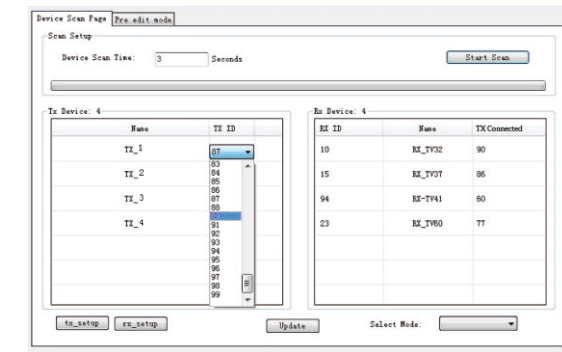 Device Scan Page Pre edit mode
Scan Setup
Device Scan Time: 3 Seconds Start Scan
Tx Device: 4
Name TX ID
TX_1 87
TX_2
TX_3
TX_4
83
84
85
86
87
88
91
92
93
94
95
96
97
98
99
Rx Device: 4
RX ID Name TX Connected
10 RX_TV32 90
15 RX_TV37 86
94 RX-TV41 60
23 RX_TV60 77
tx_setup rx_setup Update Select Mode: